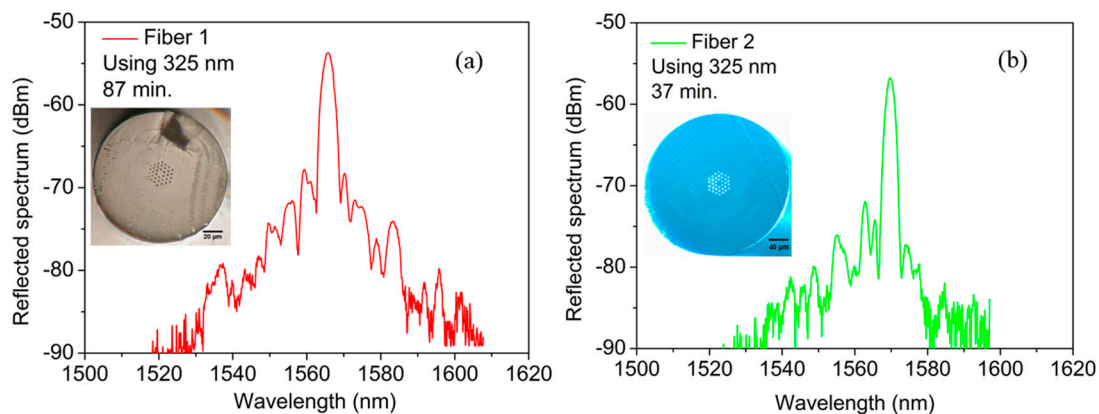 -50
-60
-70
-80
-90
Reflected spectrum (dBm)
Fiber 1
Using 325 nm
87 min.
(a)
20 µm
1500 1520 1540 1560 1580 1600 1620
Wavelength (nm)
-50
-60
-70
-80
-90
Reflected spectrum (dBm)
Fiber 2
Using 325 nm
37 min.
(b)
40 µm
1500 1520 1540 1560 1580 1600 1620
Wavelength (nm)